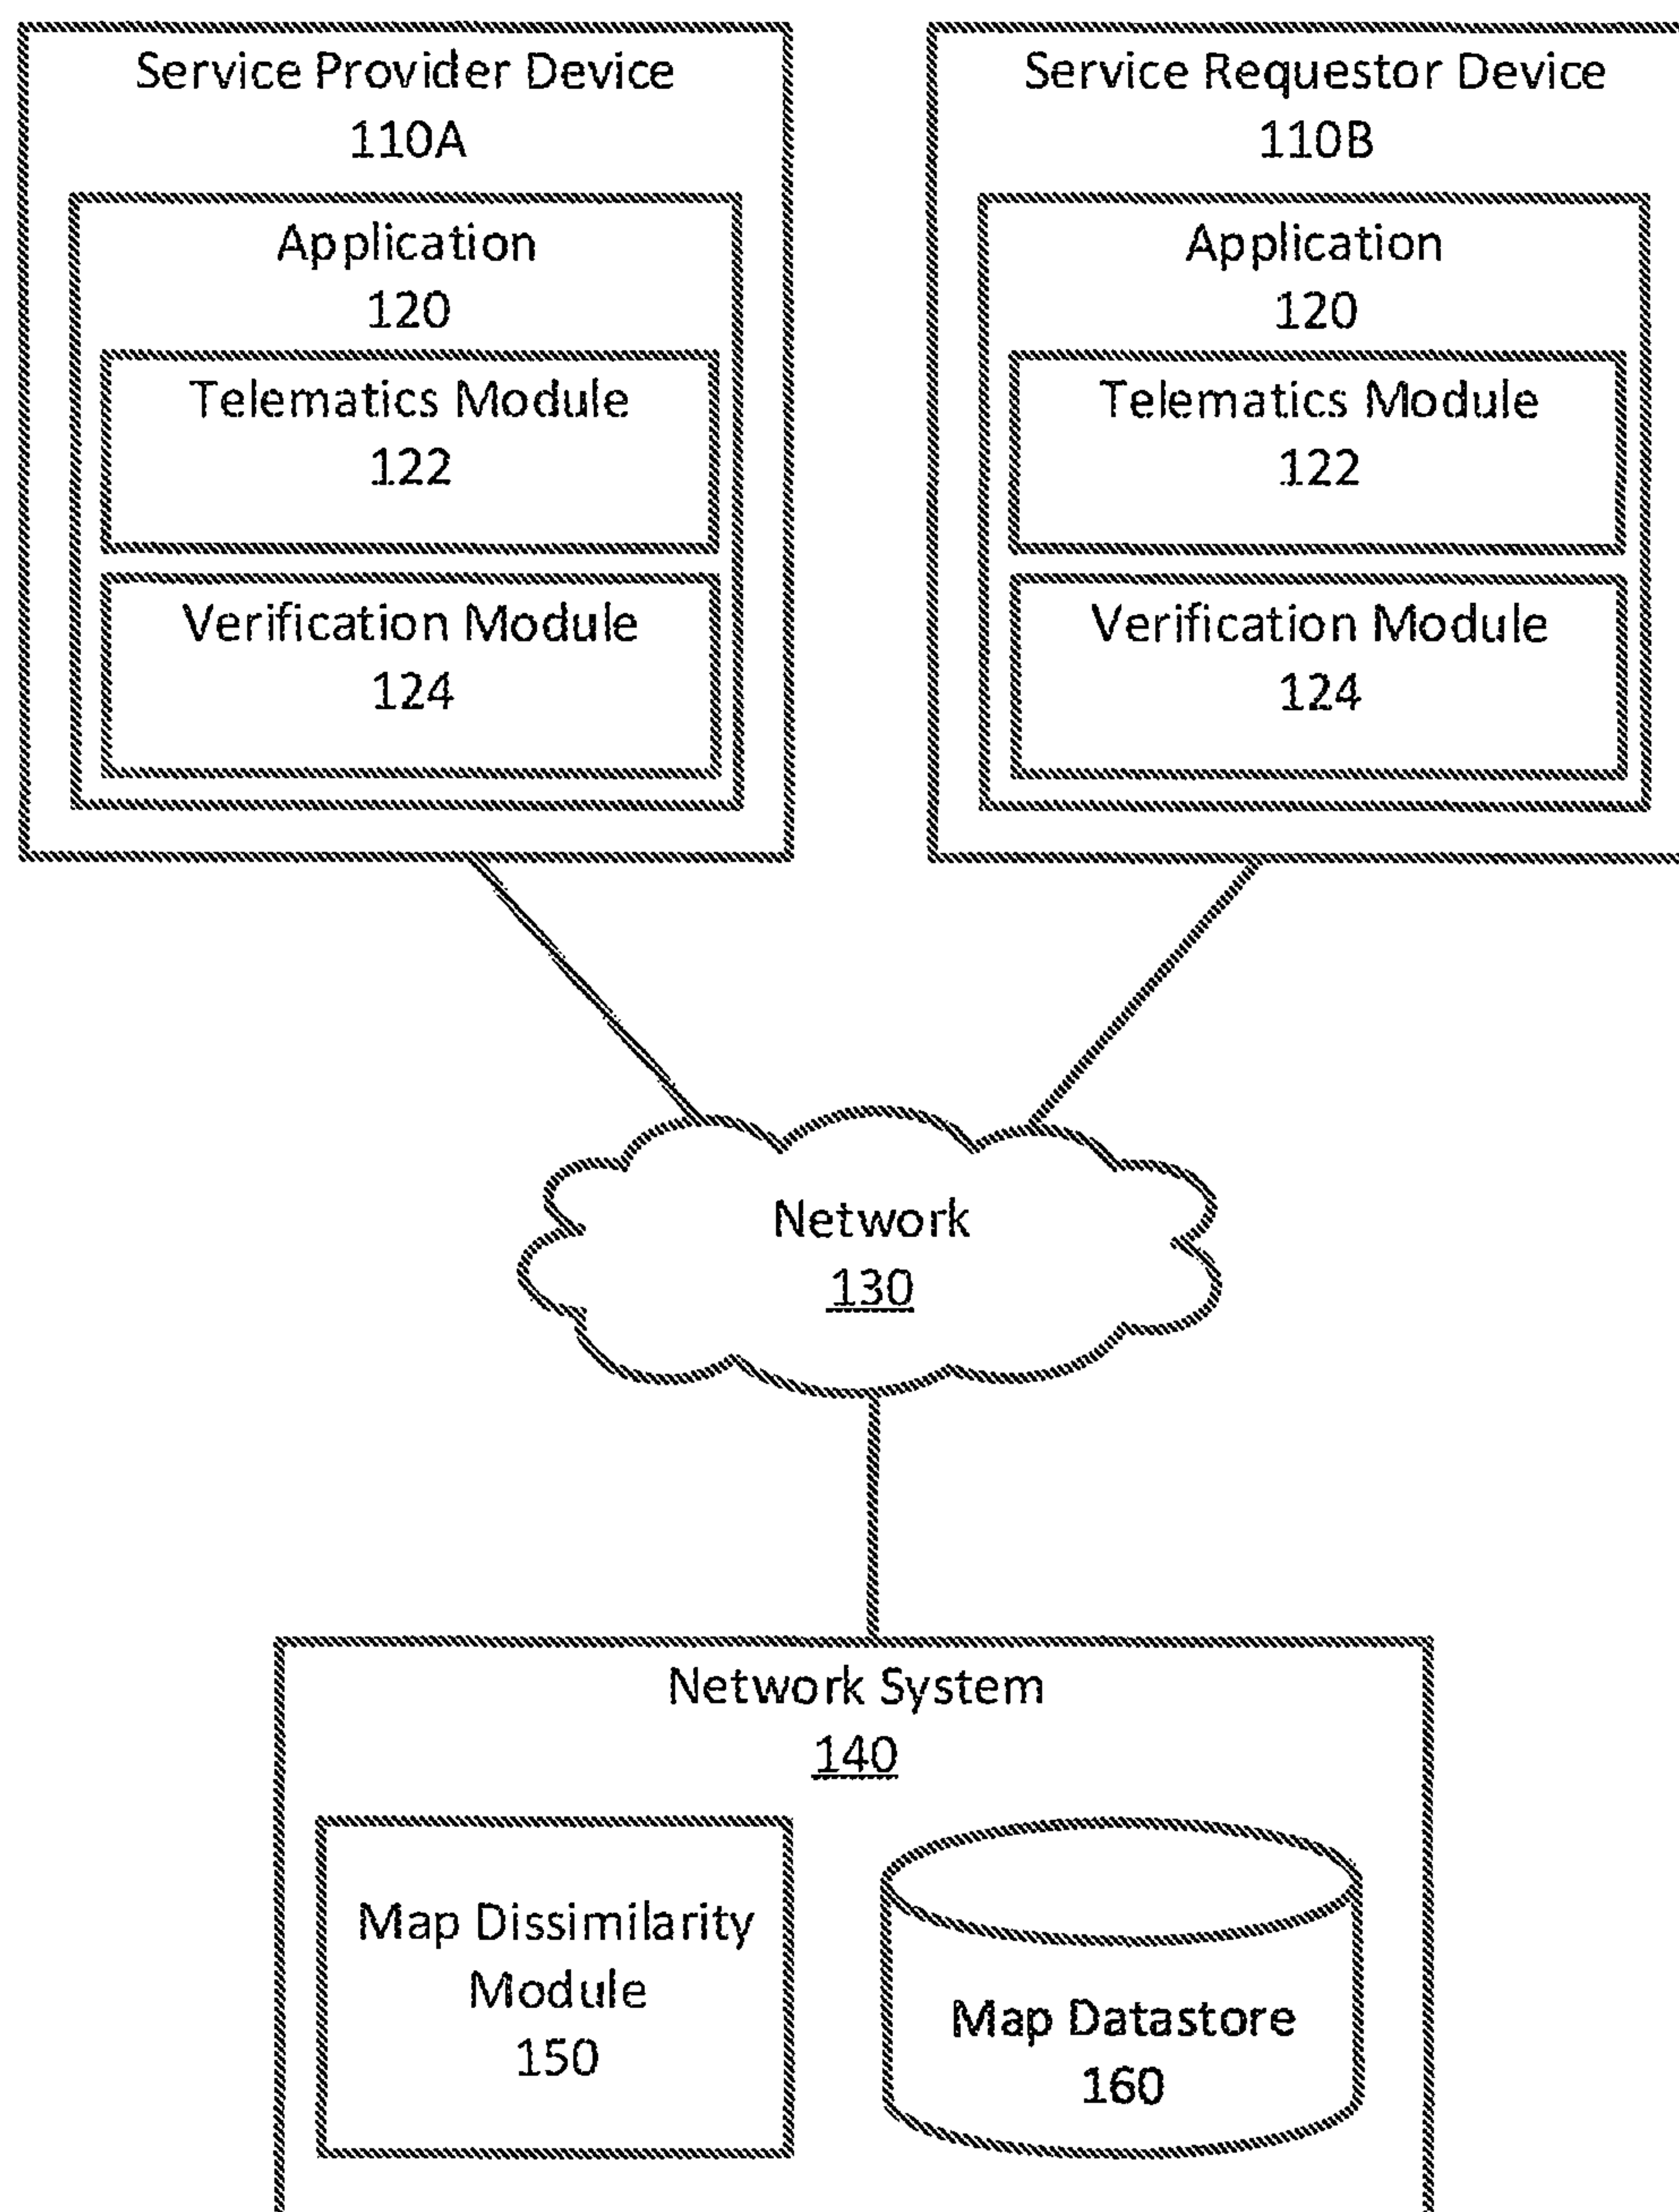 Service Provider Device
110A
Application
120
Telematics Module
122
Verification Module
124
Service Requestor Device
110B
Application
120
Telematics Module
122
Verification Module
124
Network
130
Network System
140
Map Dissimilarity
Module
150
Map Datastore
160